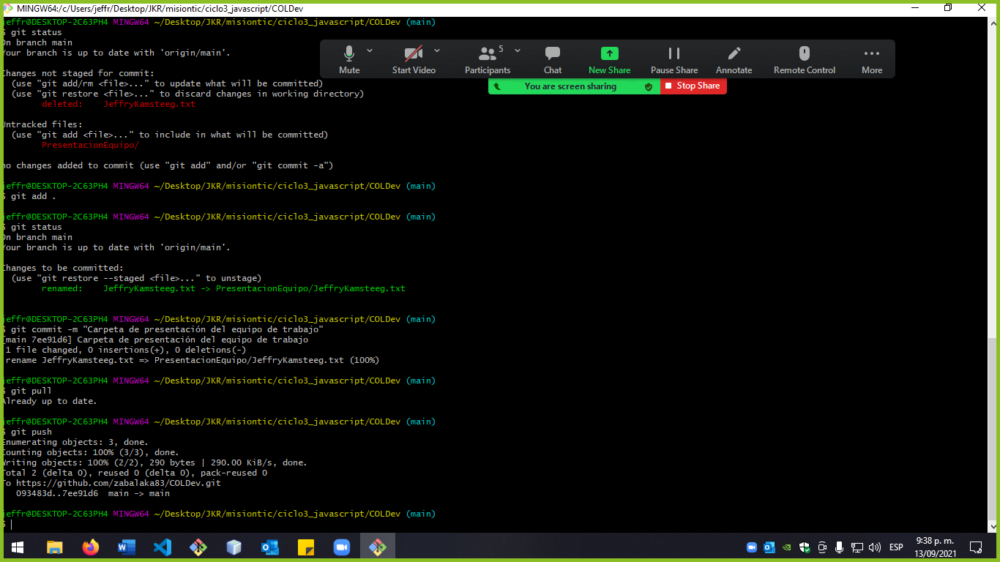 MINGW64:/c/Users/jeffr/Desktop/JKR/misiontic/ciclo3_javascript/COLDev
jeffr@DESKTOP-2C63PH4 MINGW64 ~/Desktop/JKR/misiontic/ciclo3_javascript/COLDev (main)
$ git status
On branch main
Your branch is up to date with 'origin/main'.
Mute
Start Video
5
Participants
Chat
New Share
Pause Share
Annotate
Remote Control
More
You are screen sharing
Stop Share
Changes not staged for commit:
(use "git add/rm <file>..." to update what will be committed)
(use "git restore <file>..." to discard changes in working directory)
deleted:    JeffryKamsteeg.txt
Untracked files:
(use "git add <file>..." to include in what will be committed)
PresentacionEquipo/
no changes added to commit (use "git add" and/or "git commit -a")
jeffr@DESKTOP-2C63PH4 MINGW64 ~/Desktop/JKR/misiontic/ciclo3_javascript/COLDev (main)
$ git add .
jeffr@DESKTOP-2C63PH4 MINGW64 ~/Desktop/JKR/misiontic/ciclo3_javascript/COLDev (main)
$ git status
On branch main
Your branch is up to date with 'origin/main'.
Changes to be committed:
(use "git restore --staged <file>..." to unstage)
renamed:    JeffryKamsteeg.txt -> PresentacionEquipo/JeffryKamsteeg.txt
jeffr@DESKTOP-2C63PH4 MINGW64 ~/Desktop/JKR/misiontic/ciclo3_javascript/COLDev (main)
$ git commit -m "Carpeta de presentación del equipo de trabajo"
[main 7ee91d6] Carpeta de presentación del equipo de trabajo
1 file changed, 0 insertions(+), 0 deletions(-)
rename JeffryKamsteeg.txt => PresentacionEquipo/JeffryKamsteeg.txt (100%)
jeffr@DESKTOP-2C63PH4 MINGW64 ~/Desktop/JKR/misiontic/ciclo3_javascript/COLDev (main)
$ git pull
Already up to date.
jeffr@DESKTOP-2C63PH4 MINGW64 ~/Desktop/JKR/misiontic/ciclo3_javascript/COLDev (main)
$ git push
Enumerating objects: 3, done.
Counting objects: 100% (3/3), done.
Writing objects: 100% (2/2), 290 bytes | 290.00 KiB/s, done.
Total 2 (delta 0), reused 0 (delta 0), pack-reused 0
To https://github.com/zabalaka83/COLDev.git
093483d..7ee91d6  main -> main
jeffr@DESKTOP-2C63PH4 MINGW64 ~/Desktop/JKR/misiontic/ciclo3_javascript/COLDev (main)
$
ESP
9:38 p. m.
13/09/2021